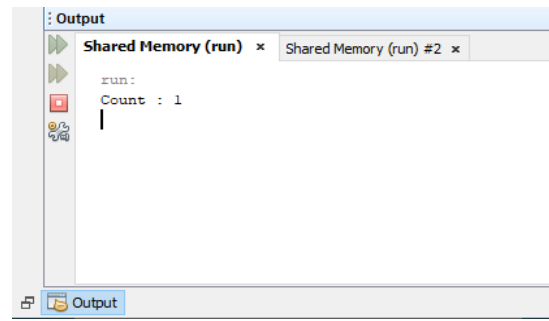 Output
Shared Memory (run) x Shared Memory (run) #2 x
run:
Count : 1
Output